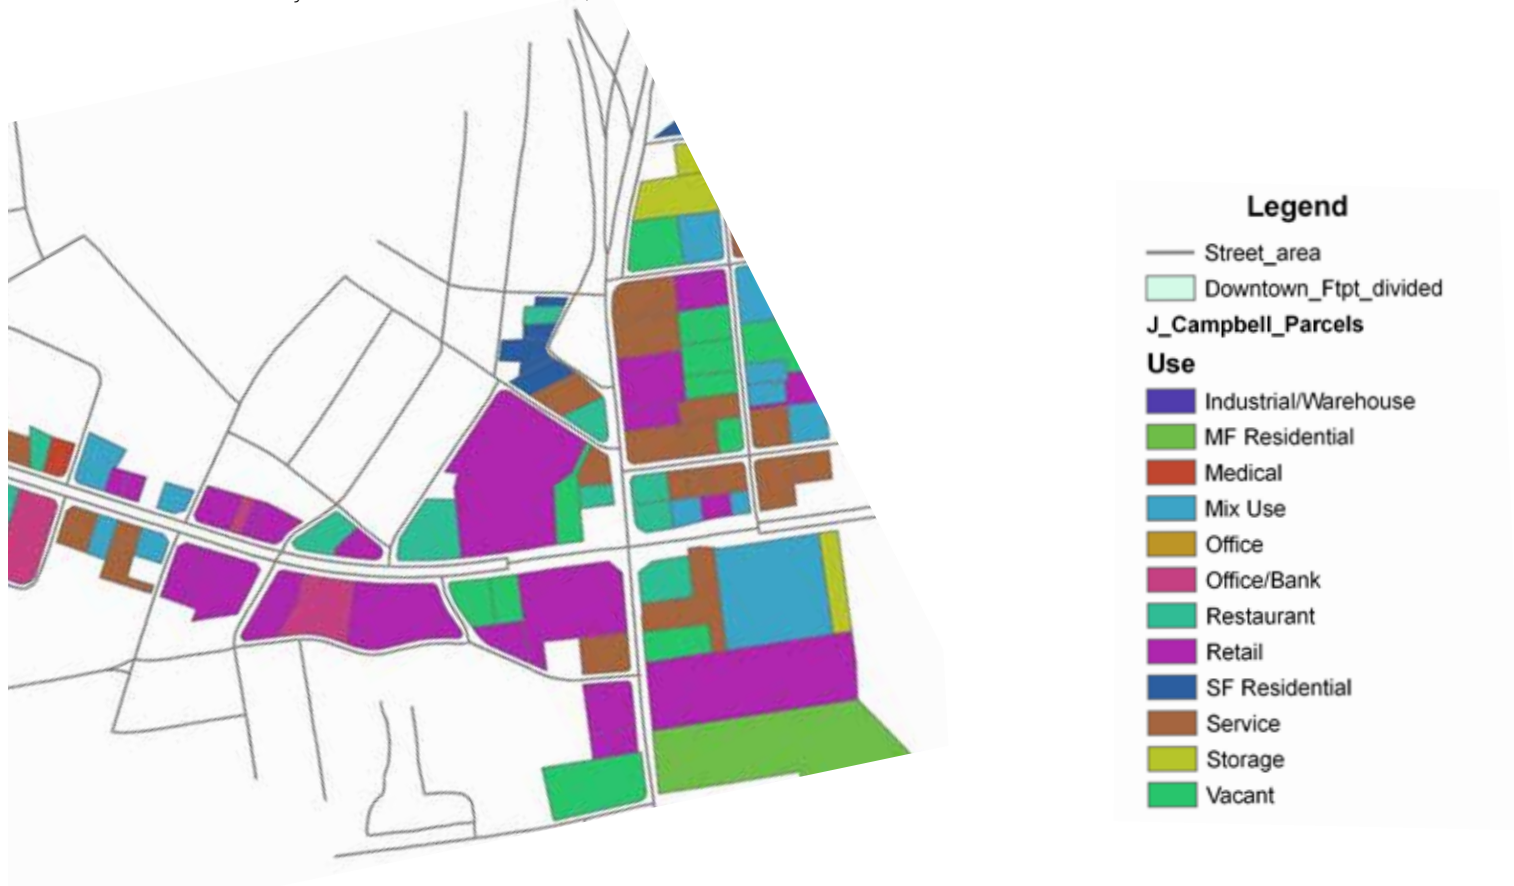 Legend
Street_area
Downtown_Ftpt_divided
J_Campbell_Parcels
Use
Industrial/Warehouse
MF Residential
Medical
Mix Use
Office
Office/Bank
Restaurant
Retail
SF Residential
Service
Storage
Vacant